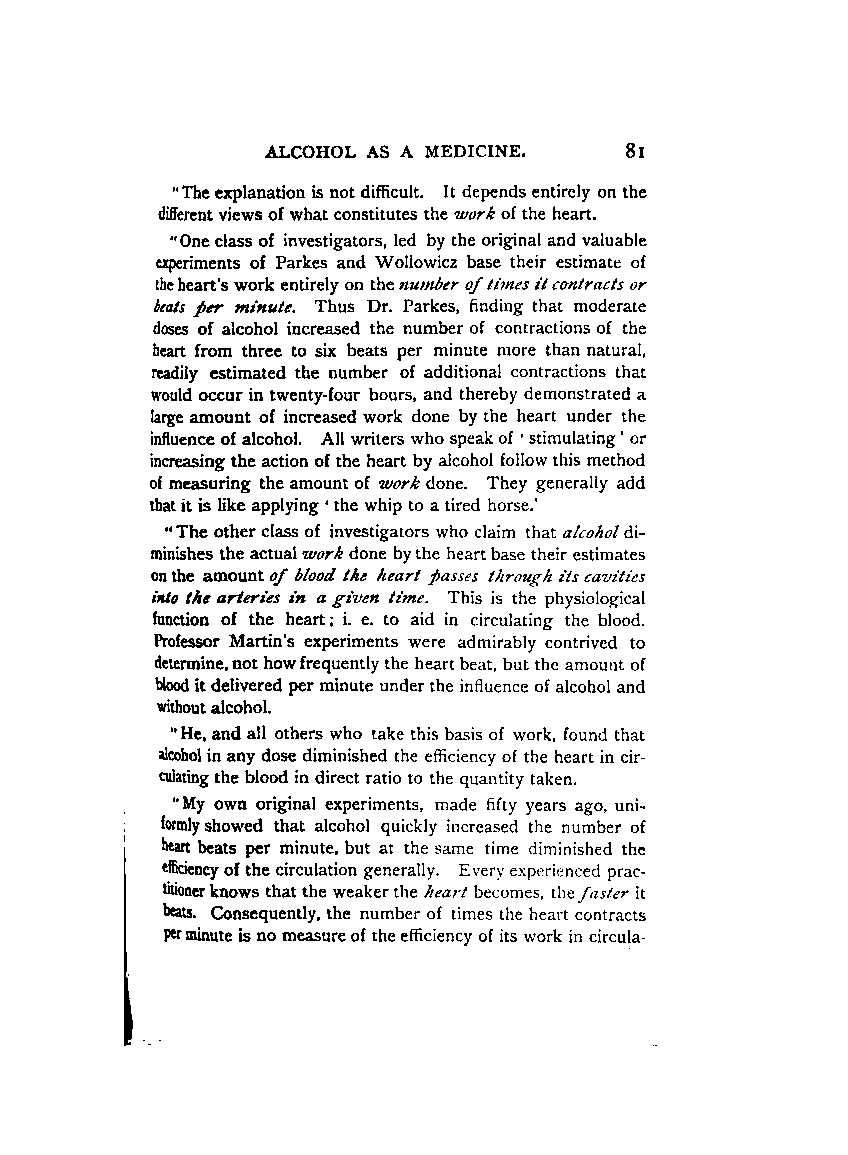 ALCOHOL AS A MEDICINE. 81
"The explanation is not difficult. It depends entirely on the
different views of what constitutes the work of the heart.
"One class of investigators, led by the original and valuable
experiments of Parkes and Wollowicz base their estimate of
the heart's work entirely on the number of times it contracts or
beats per minute. Thus Dr. Parkes, finding that moderate
doses of alcohol increased the number of contractions of the
heart from three to six beats per minute more than natural,
readily estimated the number of additional contractions that
would occur in twenty-four hours, and thereby demonstrated a
large amount of increased work done by the heart under the
influence of alcohol. All writers who speak of ' stimulating ' or
increasing the action of the heart by alcohol follow this method
of measuring the amount of work done. They generally add
that it is like applying ' the whip to a tired horse.'
"The other class of investigators who claim that alcohol di-
minishes the actual work done by the heart base their estimates
on the amount of blood the heart passes through its cavities
into the arteries in a given time. This is the physiological
function of the heart; i. e. to aid in circulating the blood.
Professor Martin's experiments were admirably contrived to
determine, not how frequently the heart beat, but the amount of
blood it delivered per minute under the influence of alcohol and
without alcohol.
"He, and all others who take this basis of work, found that
alcohol in any dose diminished the efficiency of the heart in cir-
culating the blood in direct ratio to the quantity taken.
"My own original experiments, made fifty years ago, uni-
formly showed that alcohol quickly increased the number of
heart beats per minute, but at the same time diminished the
efficiency of the circulation generally. Every experienced prac-
titioner knows that the weaker the heart becomes, the faster it
beats. Consequently, the number of times the heart contracts
per minute is no measure of the efficiency of its work in circula-